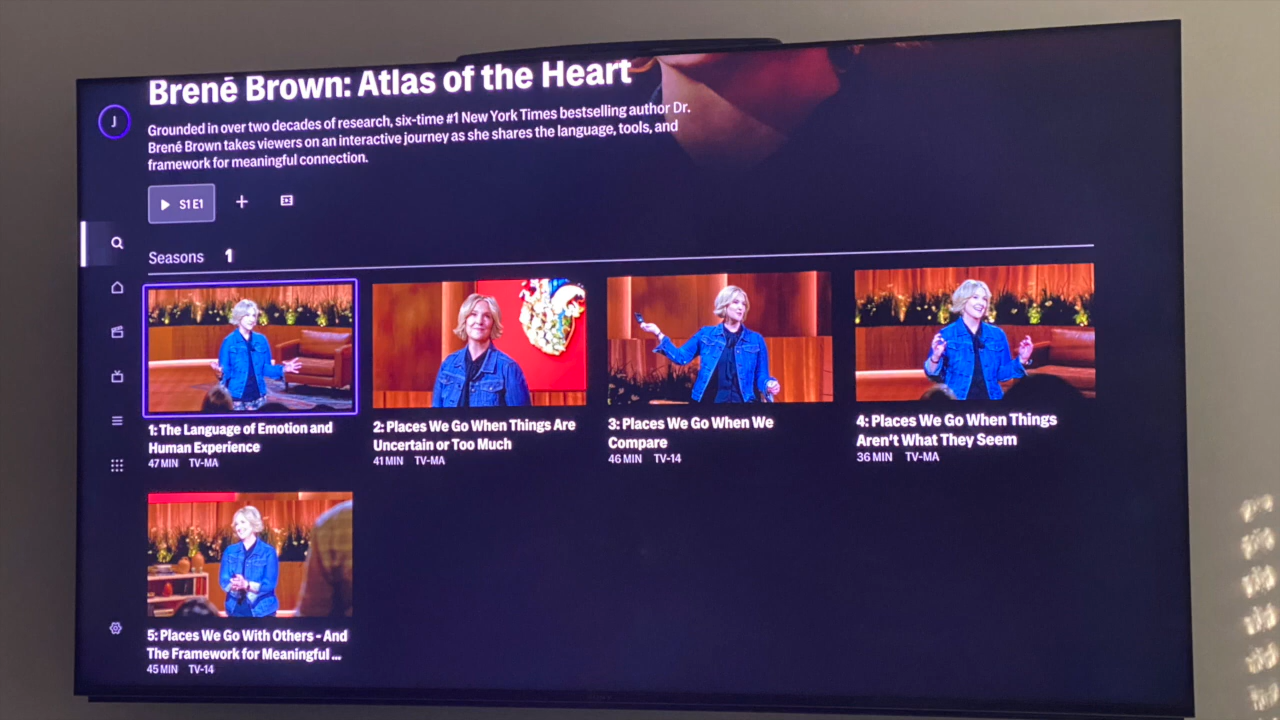 Brené Brown: Atlas of the Heart
J
Grounded in over two decades of research, six-time #1 New York Times bestselling author Dr.
Brené Brown takes viewers on an interactive journey as she shares the language, tools, and
framework for meaningful connection.
S1 E1
Seasons 1
1: The Language of Emotion and
Human Experience
47 MIN TV-MA
2: Places We Go When Things Are
Uncertain or Too Much
41 MIN TV-MA
3: Places We Go When We
Compare
46 MIN TV-14
4: Places We Go When Things
Aren't What They Seem
36 MIN TV-MA
5: Places We Go With Others - And
The Framework for Meaningful ...
45 MIN TV-14